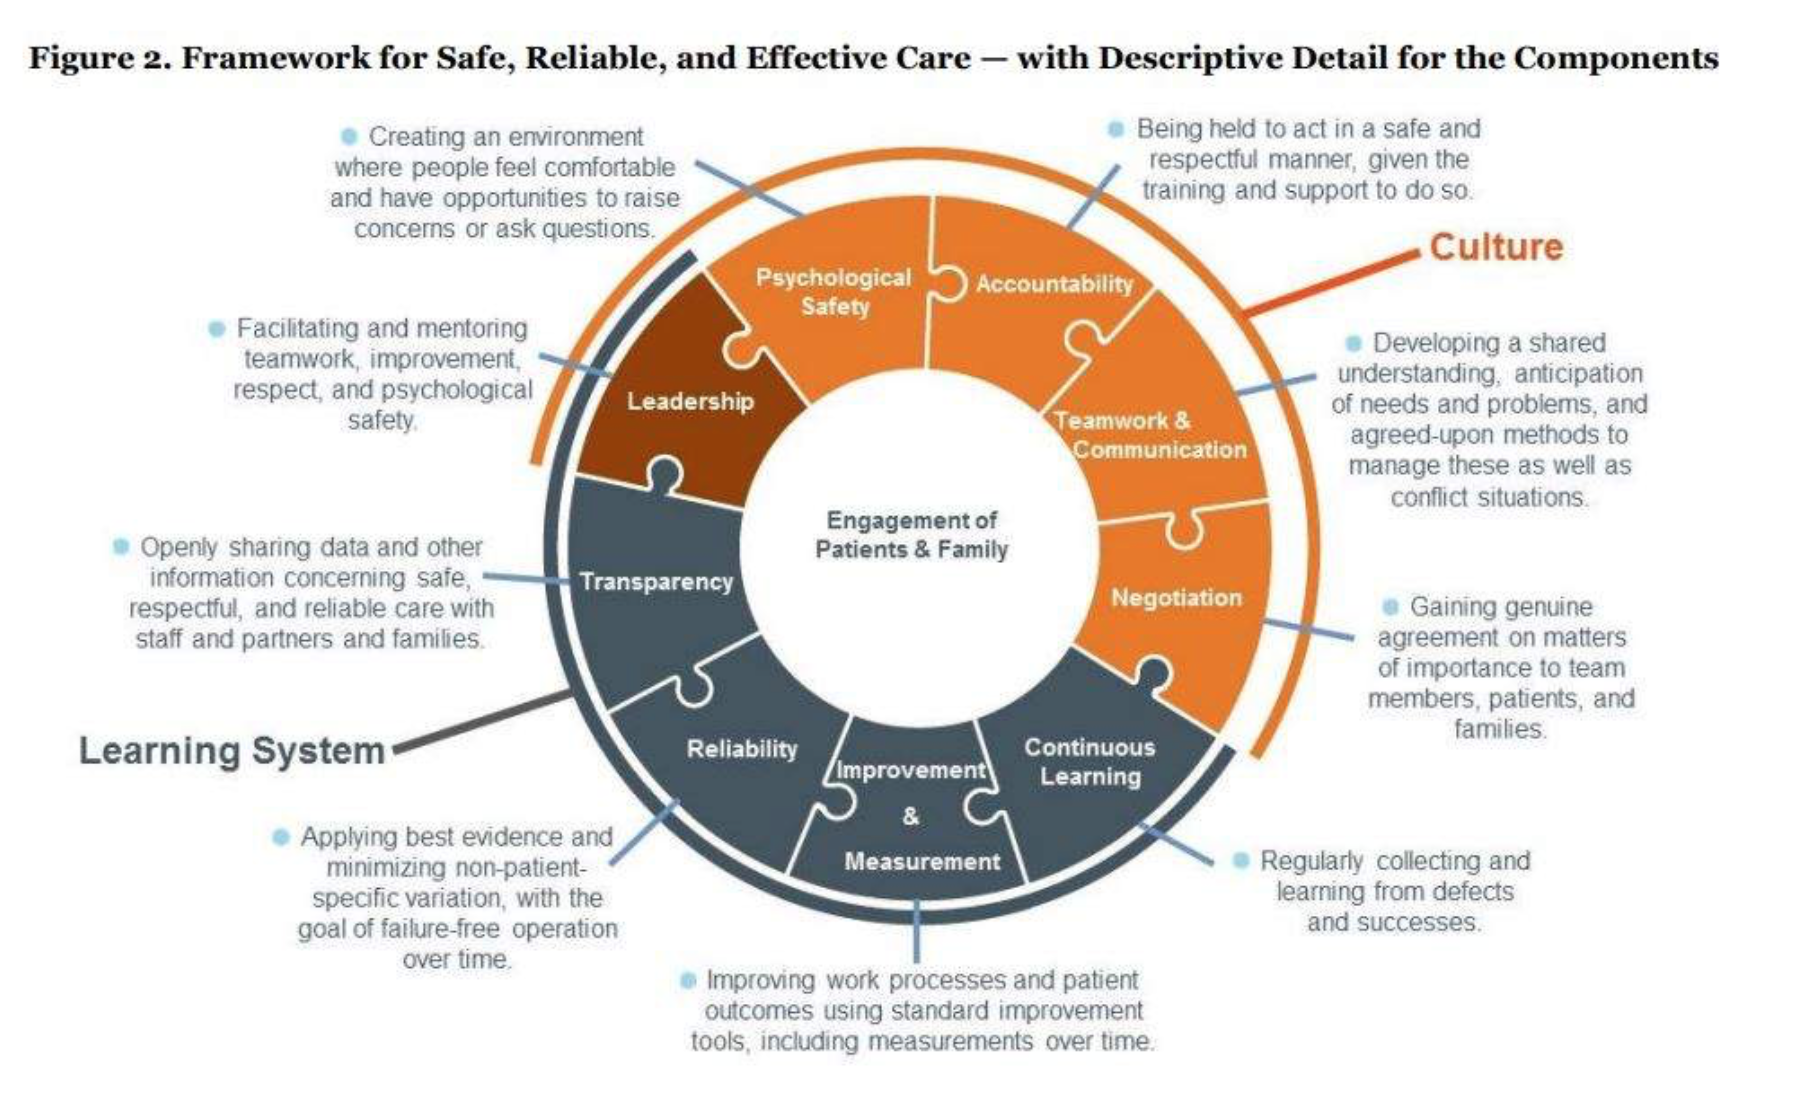 Figure 2. Framework for Safe, Reliable, and Effective Care — with Descriptive Detail for the Components
Creating an environment
where people feel comfortable
and have opportunities to raise
concerns or ask questions.
Being held to act in a safe and
respectful manner, given the
training and support to do so.
Culture
Facilitating and mentoring
teamwork, improvement,
respect, and psychological
safety.
Developing a shared
understanding, anticipation
of needs and problems, and
agreed-upon methods to
manage these as well as
conflict situations.
Psychological
Safety
Accountability
Leadership
Teamwork &
Communication
Engagement of
Patients & Family
Openly sharing data and other
information concerning safe,
respectful, and reliable care with
staff and partners and families.
Transparency
Negotiation
Gaining genuine
agreement on matters
of importance to team
members, patients, and
families.
Learning System
Reliability
Improvement
&
Measurement
Continuous
Learning
Applying best evidence and
minimizing non-patient-
specific variation, with the
goal of failure-free operation
over time.
Regularly collecting and
learning from defects
and successes.
Improving work processes and patient
outcomes using standard improvement
tools, including measurements over time.